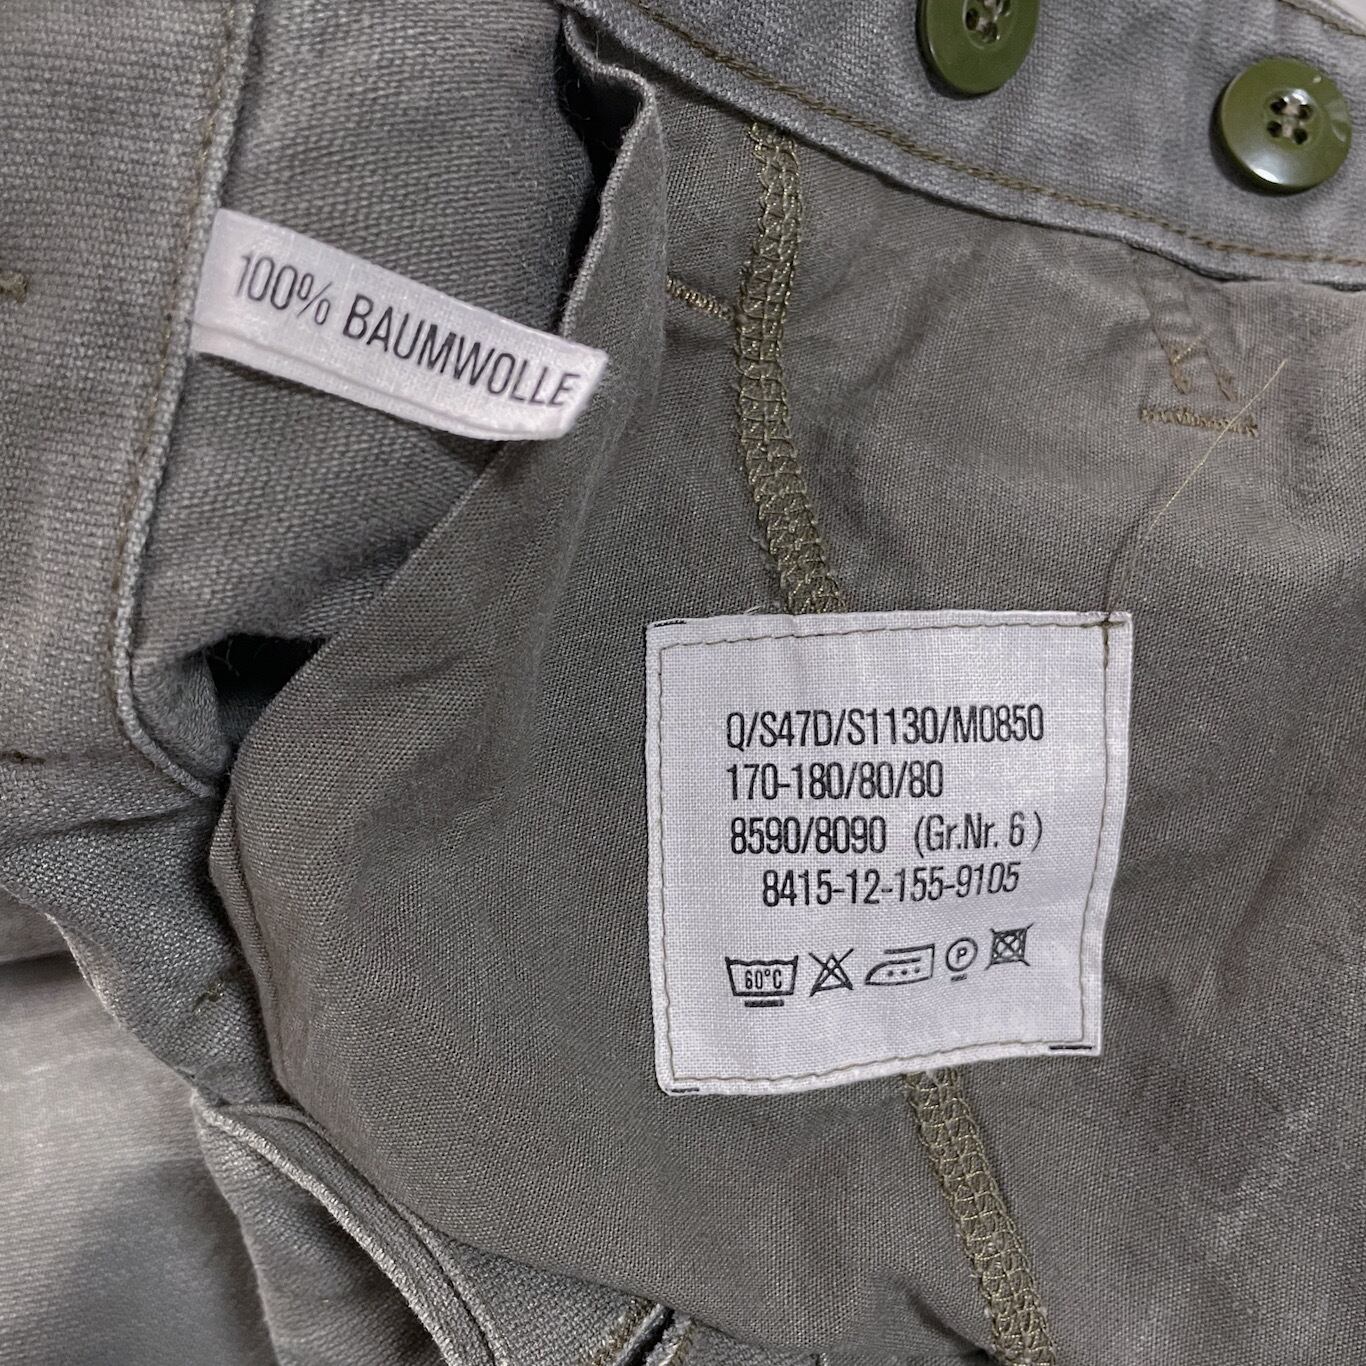 100% BAUMWOLLE
Q/S47D/S1130/M0850
170-180/80/80
8590/8090 (Gr.Nr. 6)
8415-12-155-9105
60°C P